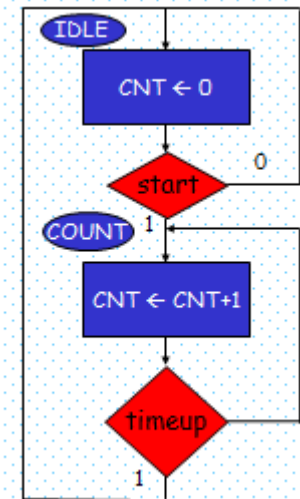 IDLE
CNT ← 0
start
0
1
COUNT
CNT ← CNT+1
timeup
1